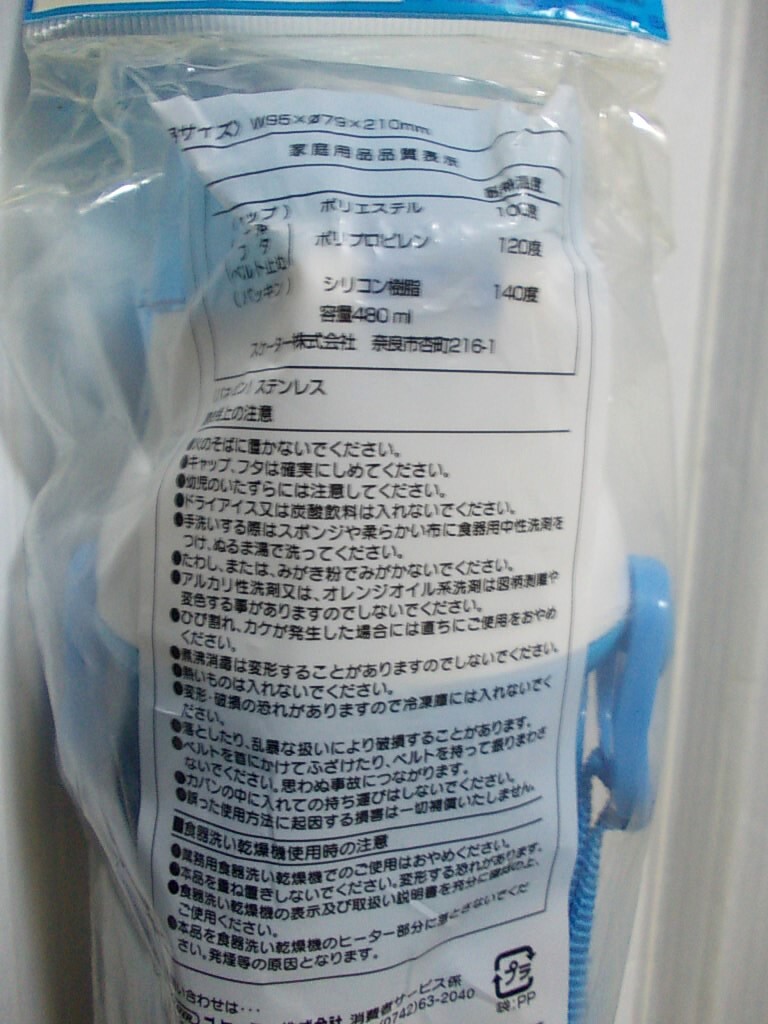 サイズ) W95×Ø79×210mm
家庭用品品質表示
耐熱温度
ップ) ポリエステル 100度
フタ ポリプロピレン 120度
ベルト止め
(パッキン) シリコン樹脂 140度
容量480ml
スケーター株式会社 奈良市杏町216-1
ステンレス
上の注意
火のそばに置かないでください。
●キャップ、フタは確実にしめてください。
●幼児のいたずらには注意してください。
●ドライアイス又は炭酸飲料は入れないでください。
●手洗いする際はスポンジや柔らかい布に食器用中性洗剤を
つけ、ぬるま湯で洗ってください。
●たわし、または、みがき粉でみがかないでください。
●アルカリ性洗剤又は、オレンジオイル系洗剤は図柄剥離や
変色する事がありますのでしないでください。
●ひび割れ、カケが発生した場合には直ちにご使用をおやめ
ください。
●煮沸消毒は変形することがありますのでしないでください。
●熱いものは入れないでください。
●変形・破損の恐れがありますので冷凍庫には入れないでく
ださい。
●落としたり、乱暴な扱いにより破損することがあります。
●ベルトを首にかけてふざけたり、ベルトを持って振りまわさ
ないでください。思わぬ事故につながります。
●カバンの中に入れての持ち運びはしないでください。
●誤った使用方法に起因する損害は一切補償いたしません。
■食器洗い乾燥機使用時の注意
●業務用食器洗い乾燥機でのご使用はおやめください。
●本品を重ね置きしないでください。変形する恐れがあります。
●食器洗い乾燥機の表示及び取扱い説明書を充分に確認の上、
ご使用ください。
●本品を食器洗い乾燥機のヒーター部分に落とさないでくだ
さい。発煙等の原因となります。
い合わせは…
株式会社 消費者サービス係
(0742)63-2040
プラ
袋:PP